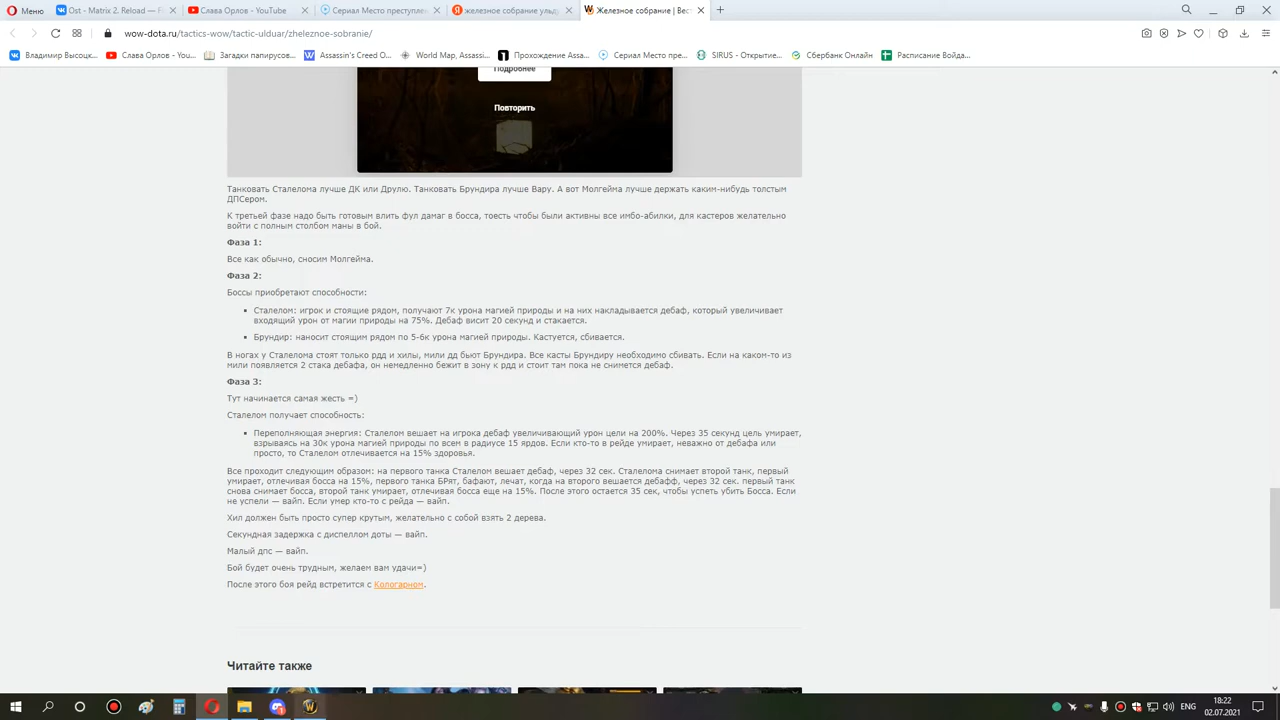 Меню
Ost - Matrix 2, Reload — F
Слава Орлов - YouTube
Сериал Место преступлен
железное собрание ульду
Железное собрание | Вест
wow-dota.ru/tactics-wow/tactic-ulduar/zheleznoe-sobranie/
Владимир Высоцк...
Слава Орлов - You...
Загадки папирусов...
Assassin's Creed O...
World Map, Assassi...
Прохождение Assa...
Сериал Место пре...
SIRUS - Открытие...
Сбербанк Онлайн
Расписание Войда...
Подробнее
Повторить
Танковать Сталелома лучше ДК или Друлю. Танковать Брундира лучше Вару. А вот Молгейма лучше держать каким-нибудь толстым
ДПСером.
К третьей фазе надо быть готовым влить фул дамаг в босса, тоесть чтобы были активны все имбо-абилки, для кастеров желательно
войти с полным столбом маны в бой.
Фаза 1:
Все как обычно, сносим Молгейма.
Фаза 2:
Боссы приобретают способности:
▪ Сталелом: игрок и стоящие рядом, получают 7к урона магией природы и на них накладывается дебаф, который увеличивает
входящий урон от магии природы на 75%. Дебаф висит 20 секунд и стакается.
▪ Брундир: наносит стоящим рядом по 5-6к урона магией природы. Кастуется, сбивается.
В ногах у Сталелома стоят только рдд и хилы, мили дд бьют Брундира. Все касты Брундиру необходимо сбивать. Если на каком-то из
мили появляется 2 стака дебафа, он немедленно бежит в зону к рдд и стоит там пока не снимется дебаф.
Фаза 3:
Тут начинается самая жесть =)
Сталелом получает способность:
▪ Переполняющая энергия: Сталелом вешает на игрока дебаф увеличивающий урон цели на 200%. Через 35 секунд цель умирает,
взрываясь на 30к урона магией природы по всем в радиусе 15 ярдов. Если кто-то в рейде умирает, неважно от дебафа или
просто, то Сталелом отлечивается на 15% здоровья.
Все проходит следующим образом: на первого танка Сталелом вешает дебаф, через 32 сек. Сталелома снимает второй танк, первый
умирает, отлечивая босса на 15%, первого танка БРят, бафают, лечат, когда на второго вешается дебафф, через 32 сек. первый танк
снова снимает босса, второй танк умирает, отлечивая босса еще на 15%. После этого остается 35 сек, чтобы успеть убить Босса. Если
не успели — вайп. Если умер кто-то с рейда — вайп.
Хил должен быть просто супер крутым, желательно с собой взять 2 дерева.
Секундная задержка с диспеллом доты — вайп.
Малый дпс — вайп.
Бой будет очень трудным, желаем вам удачи=)
После этого боя рейд встретится с Кологарном.
Читайте также
ENG
18:22
02.07.2021